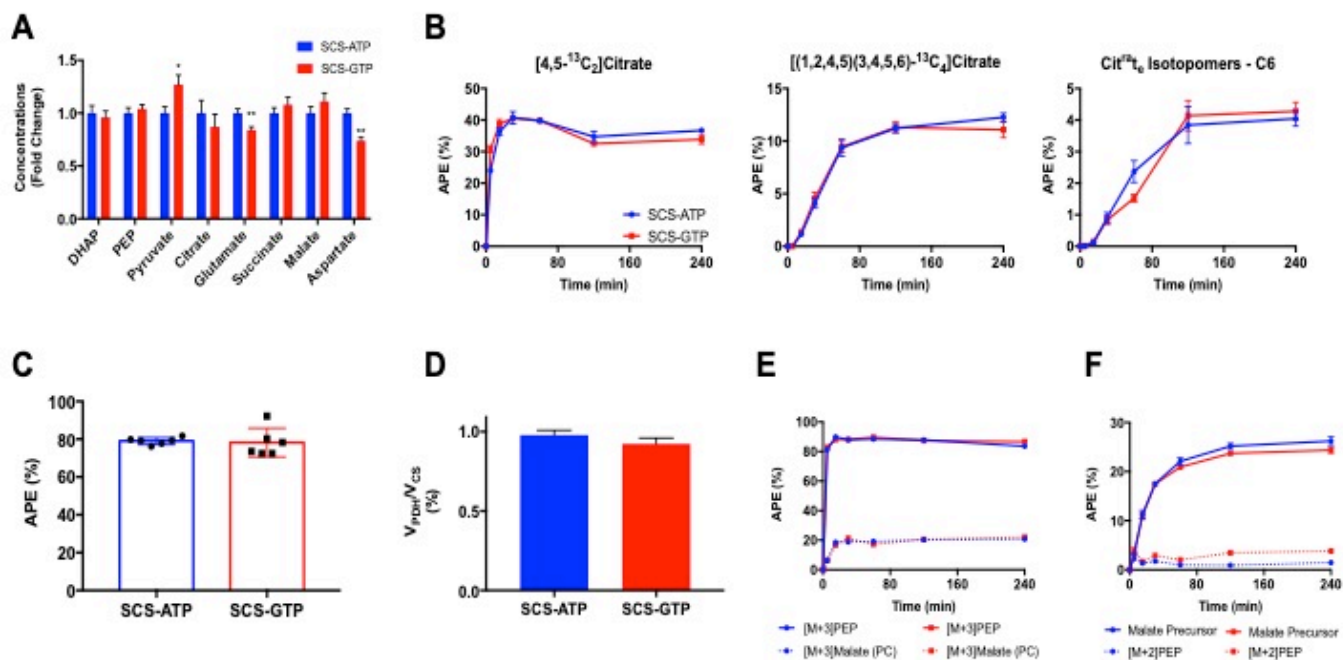 A
SCS-ATP
SCS-GTP
Concentrations
(Fold Change)
1.5
1.0
0.5
0.0
*
**
**
DHAP
PEP
Pyruvate
Citrate
Glutamate
Succinate
Malate
Aspartate
B
[4,5-¹³C₂]Citrate
APE (%)
50
40
30
20
10
0
SCS-ATP
SCS-GTP
0 80 160 240
Time (min)
[(1,2,4,5)(3,4,5,6)-¹³C₄]Citrate
APE (%)
15
10
5
0
0 80 160 240
Time (min)
Citʳᵃtₑ Isotopomers - C6
APE (%)
5
4
3
2
1
0
0 80 160 240
Time (min)
C
APE (%)
100
80
60
40
20
0
SCS-ATP SCS-GTP
D
V_PDH/V_CS
(%)
1.0
0.5
0.0
SCS-ATP SCS-GTP
E
APE (%)
100
80
60
40
20
0
0 80 160 240
Time (min)
[M+3]PEP [M+3]PEP
[M+3]Malate (PC) [M+3]Malate (PC)
F
APE (%)
30
20
10
0
0 80 160 240
Time (min)
Malate Precursor Malate Precursor
[M+2]PEP [M+2]PEP